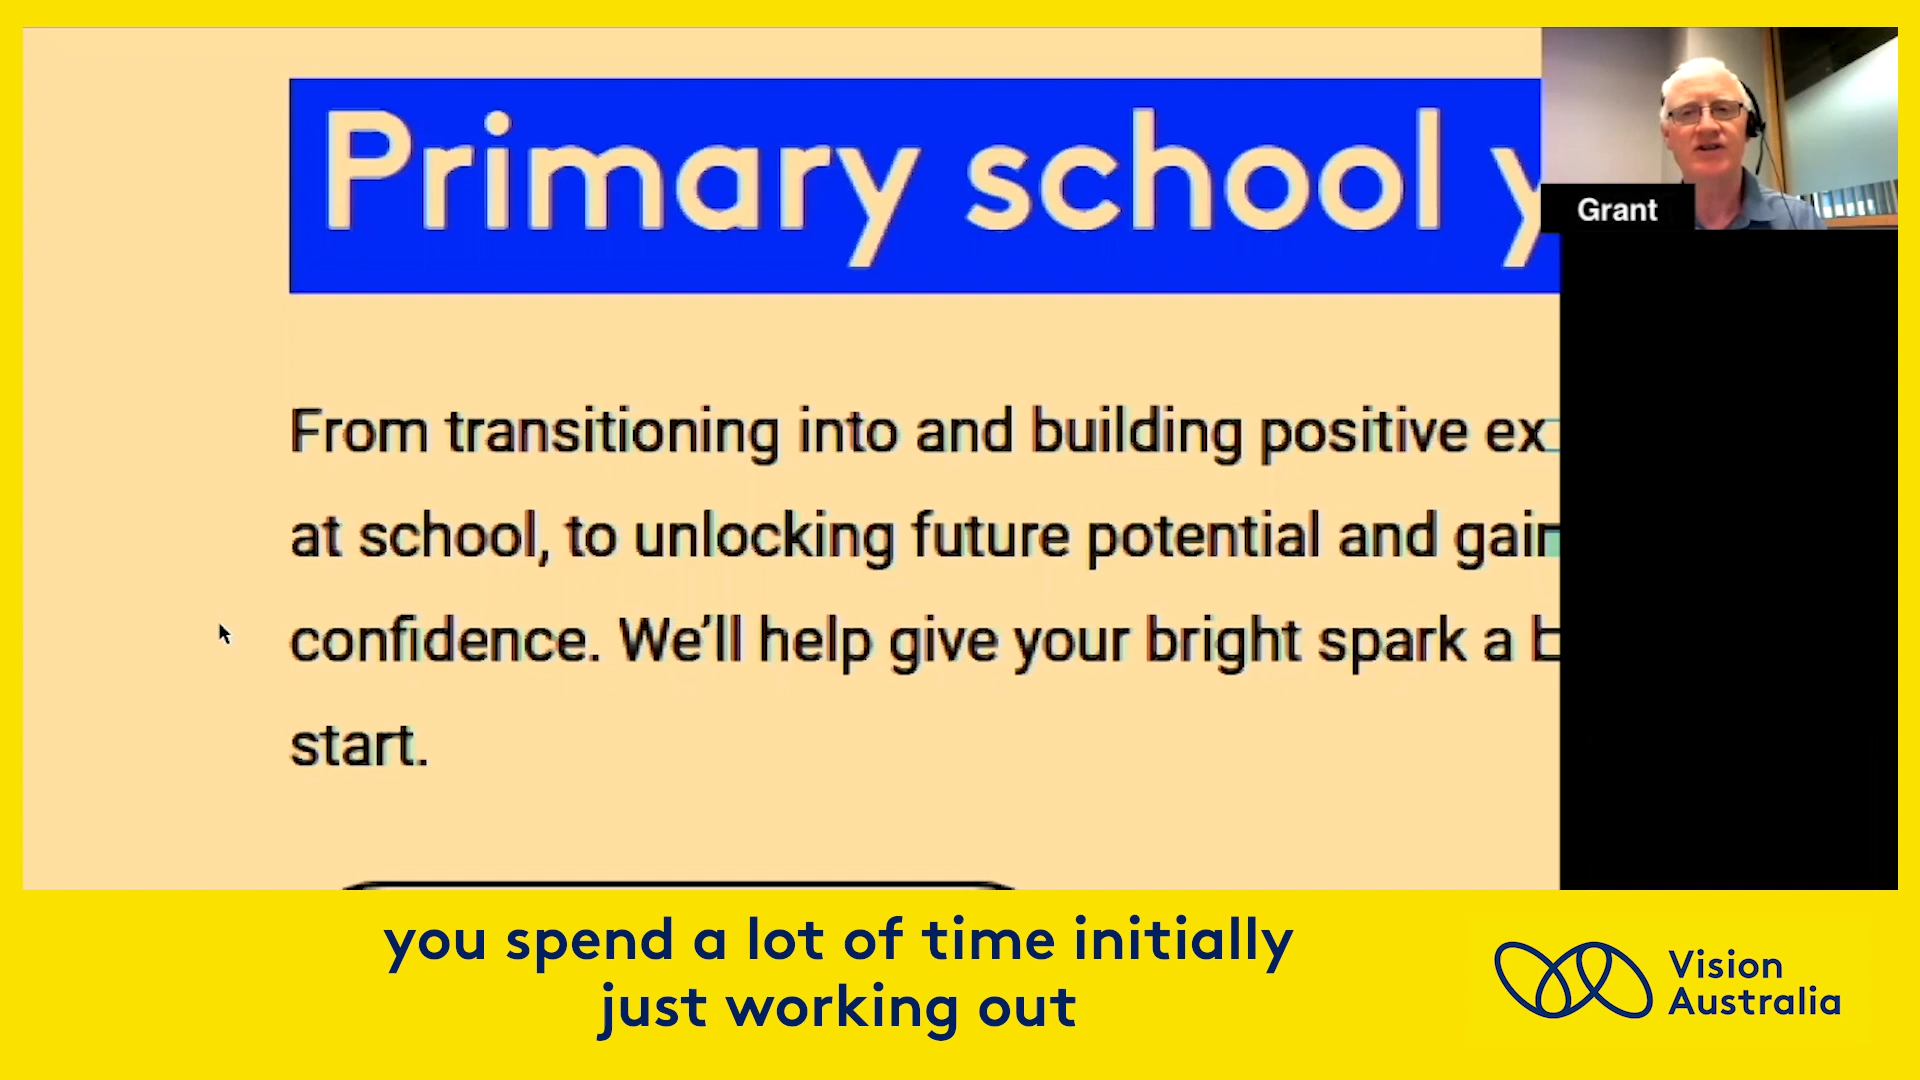 Primary school y
Grant
From transitioning into and building positive ex
at school, to unlocking future potential and gain
confidence. We'll help give your bright spark a b
start.
you spend a lot of time initially
just working out
Vision
Australia